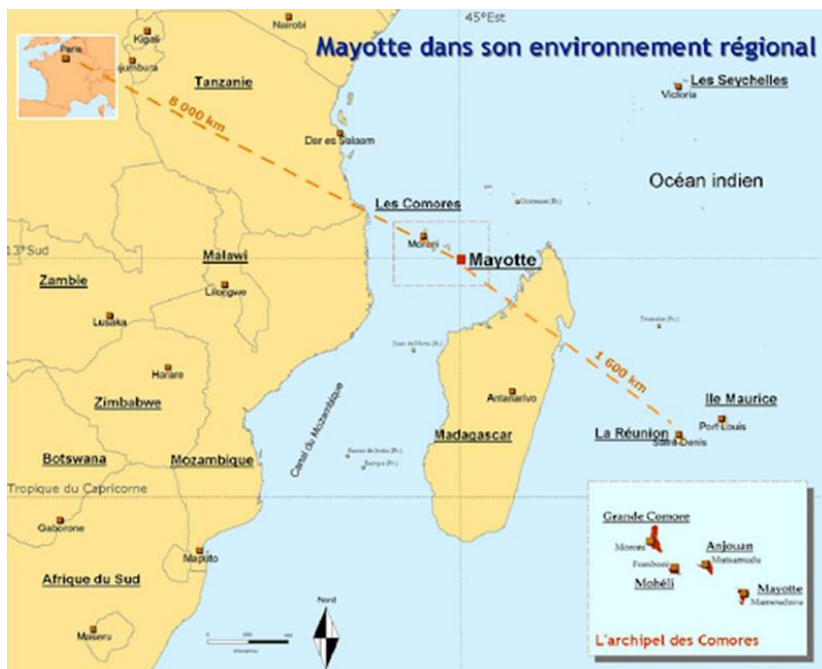 45°Est
Nairobi
Mayotte dans son environnement régional
Paris
Kigali
Bujumbura
Tanzanie
Les Seychelles
Victoria
8 000 km
Dar es Salaam
Océan indien
Les Comores
Moroni
13° Sud
Malawi
Mayotte
Zambie
Lilongwe
Lusaka
Harare
1 600 km
Zimbabwe
Antanarivo
Ile Maurice
Port Louis
Madagascar
La Réunion
Saint-Denis
Canal du Mozambique
Botswana
Mozambique
Tropique du Capricorne
Gaborone
Maputo
Afrique du Sud
Maseru
Nord
Grande Comore
Moroni
Anjouan
Mutsamudu
Fomboni
Mohéli
Mayotte
Mamoudzou
L'archipel des Comores